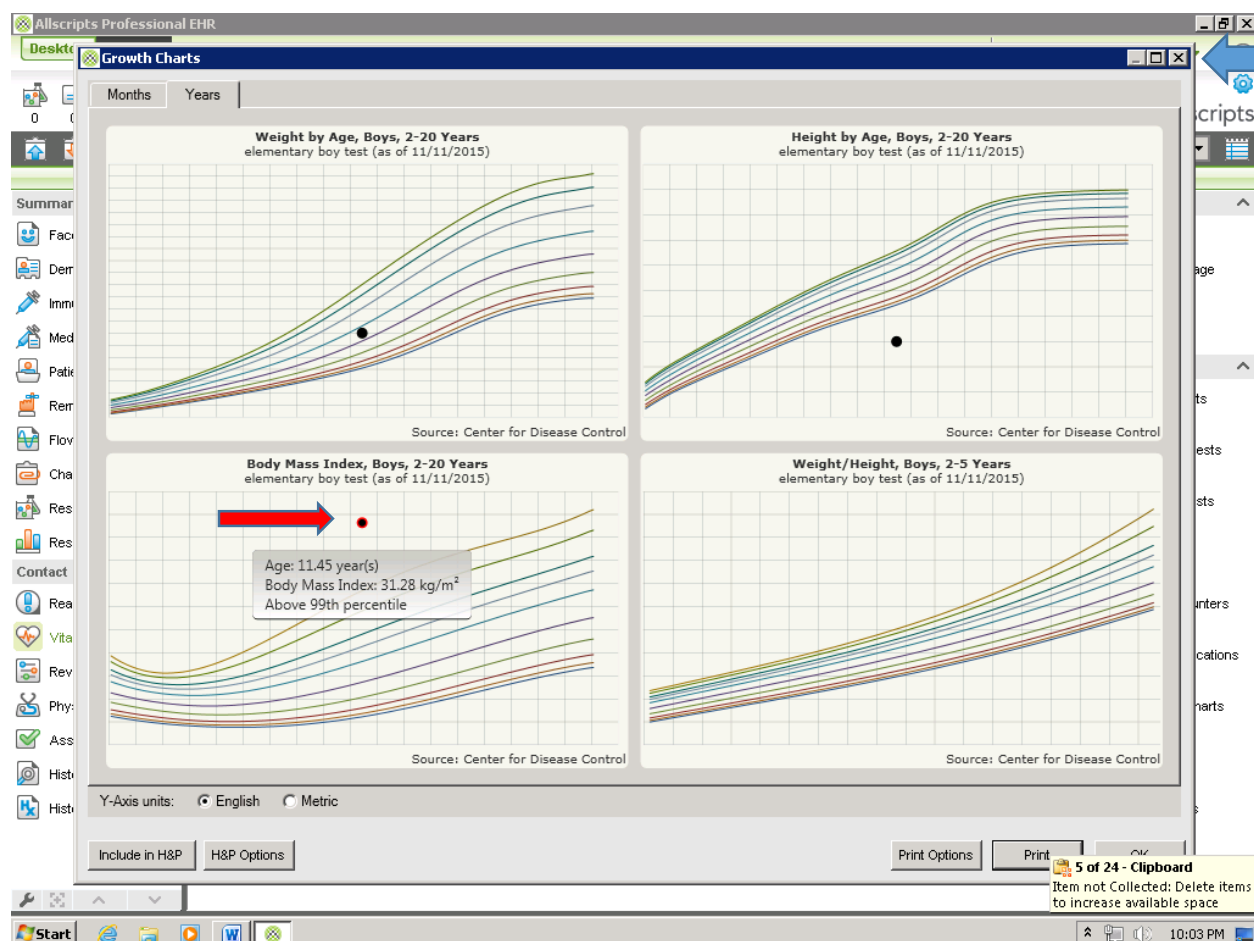 Allscripts Professional EHR
Growth Charts
Months Years
0
cripts
Weight by Age, Boys, 2-20 Years
elementary boy test (as of 11/11/2015)
Source: Center for Disease Control
Height by Age, Boys, 2-20 Years
elementary boy test (as of 11/11/2015)
Source: Center for Disease Control
Body Mass Index, Boys, 2-20 Years
elementary boy test (as of 11/11/2015)
Age: 11.45 year(s)
Body Mass Index: 31.28 kg/m²
Above 99th percentile
Source: Center for Disease Control
Weight/Height, Boys, 2-5 Years
elementary boy test (as of 11/11/2015)
Source: Center for Disease Control
Y-Axis units: English Metric
Include in H&P H&P Options Print Options Print
Contact
5 of 24 - Clipboard
Item not Collected: Delete items
to increase available space
Start W 10:03 PM